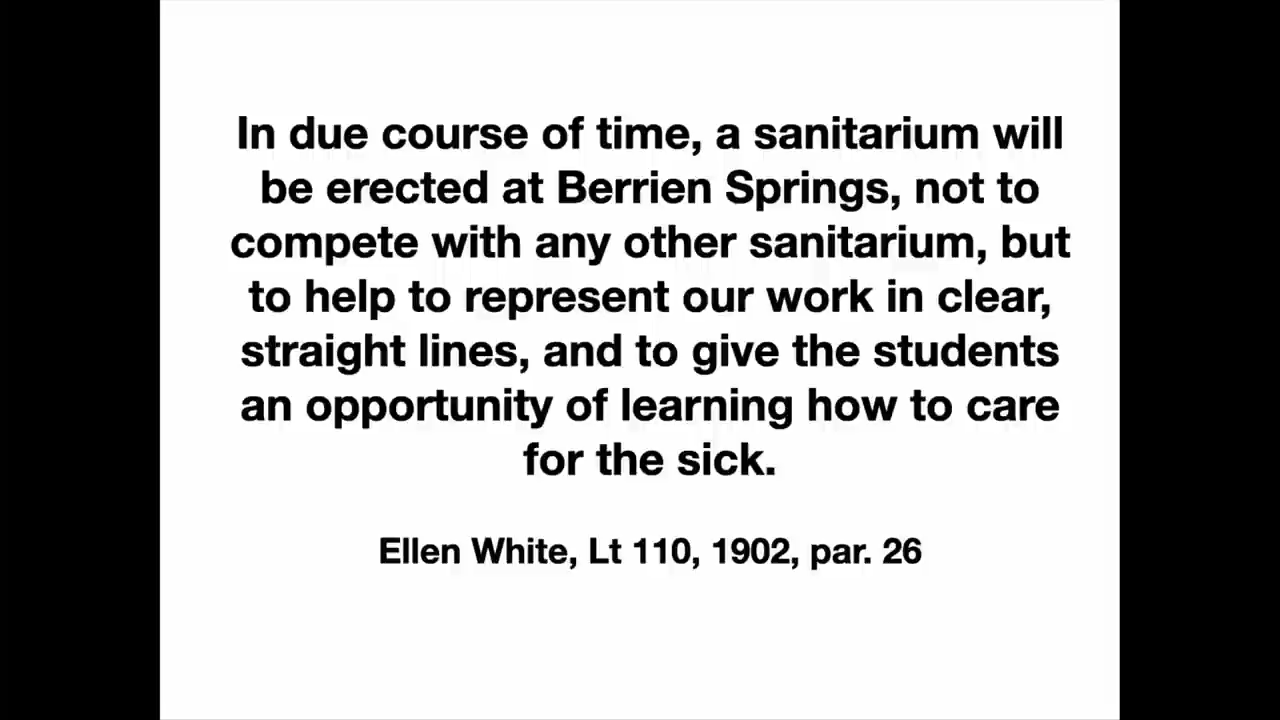 In due course of time, a sanitarium will
be erected at Berrien Springs, not to
compete with any other sanitarium, but
to help to represent our work in clear,
straight lines, and to give the students
an opportunity of learning how to care
for the sick.
Ellen White, Lt 110, 1902, par. 26